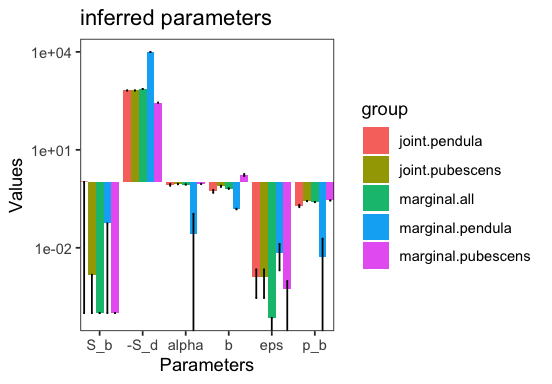 inferred parameters
1e+04
1e+01
1e-02
Values
S_b -S_d alpha b eps p_b
Parameters
group
joint.pendula
joint.pubescens
marginal.all
marginal.pendula
marginal.pubescens